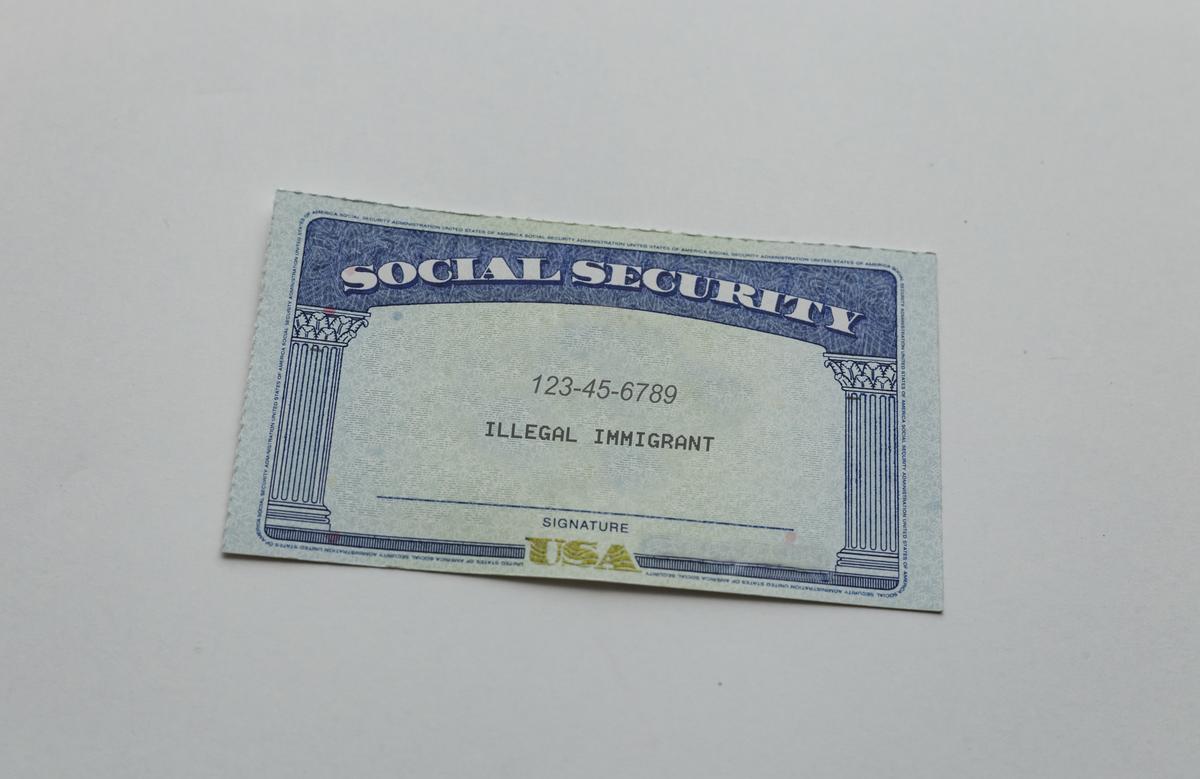 SOCIAL SECURITY
123-45-6789
ILLEGAL IMMIGRANT
SIGNATURE
USA